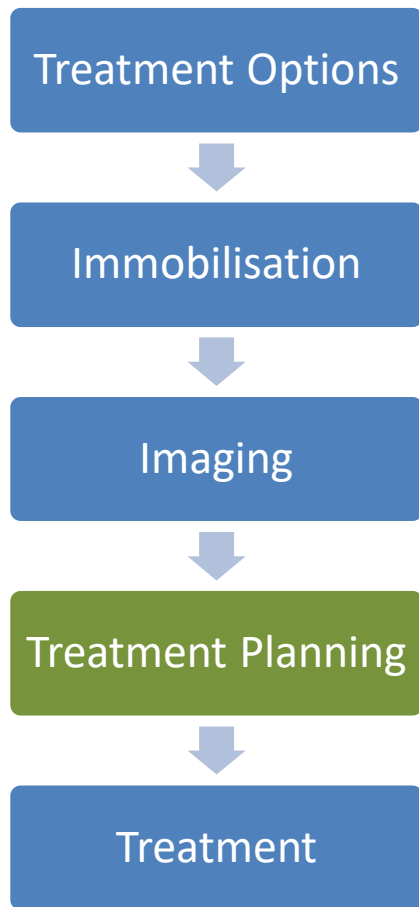 Treatment Options
Immobilisation
Imaging
Treatment Planning
Treatment